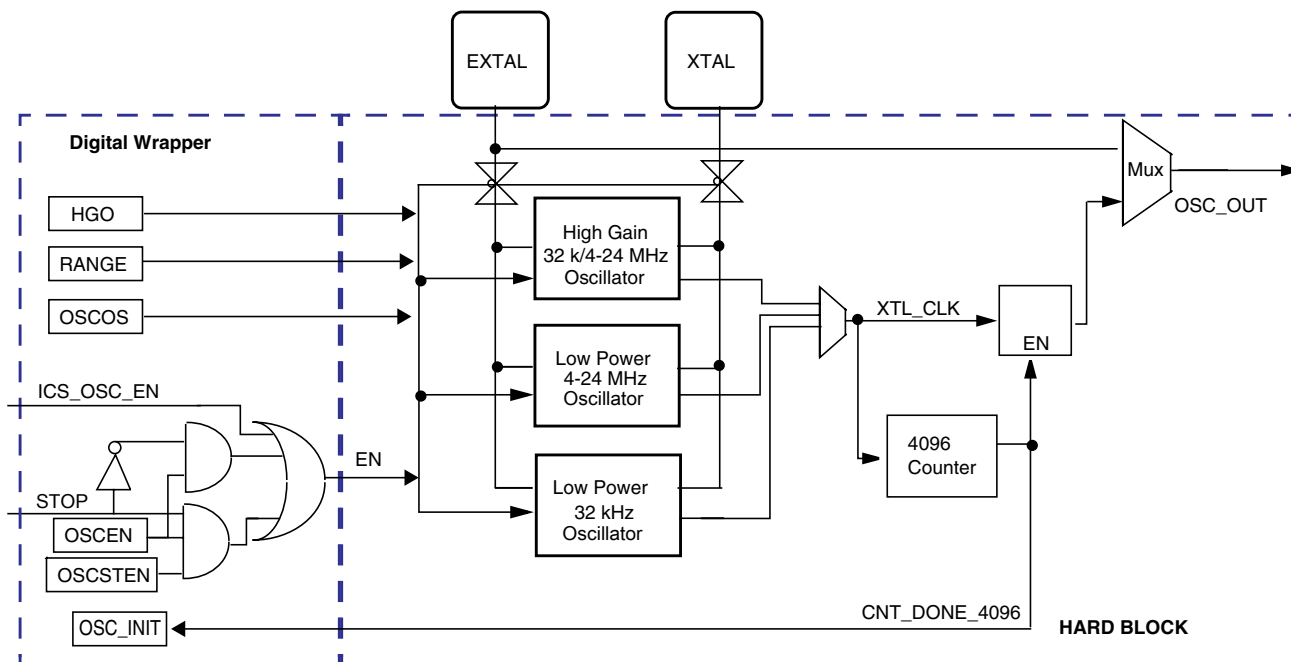 EXTAL
XTAL
Digital Wrapper
Mux
OSC_OUT
HGO
RANGE
OSCOS
High Gain
32 k/4-24 MHz
Oscillator
XTL_CLK
EN
Low Power
4-24 MHz
Oscillator
ICS_OSC_EN
EN
4096
Counter
STOP
OSCEN
OSCSTEN
Low Power
32 kHz
Oscillator
CNT_DONE_4096
OSC_INIT
HARD BLOCK